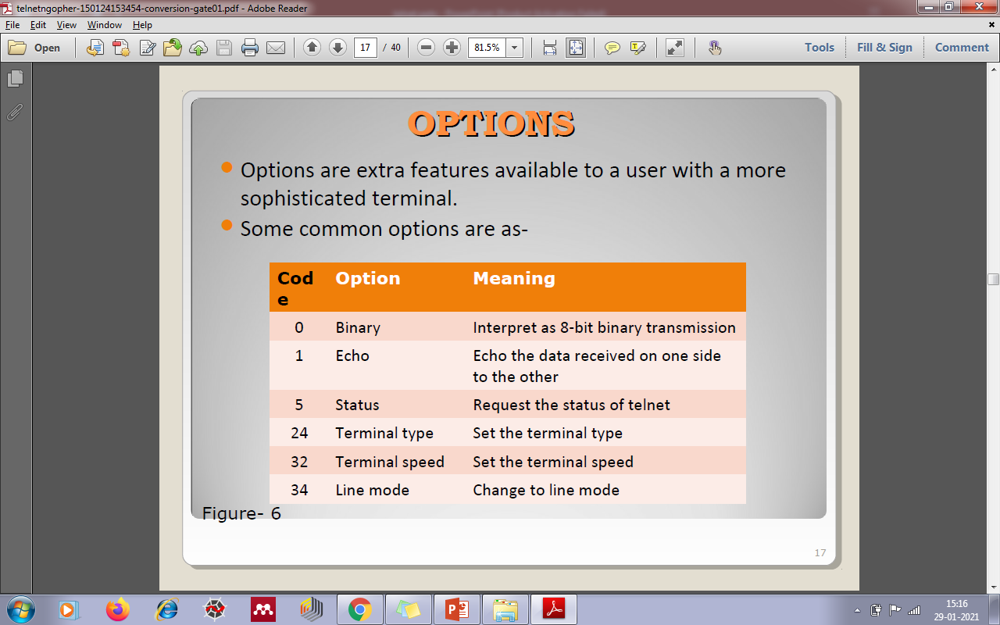 telnetngopher-150124153454-conversion-gate01.pdf - Adobe Reader
File Edit View Window Help
Open 17 / 40 81.5% Tools Fill & Sign Comment
OPTIONS
Options are extra features available to a user with a more
sophisticated terminal.
Some common options are as-
Cod
e
Option Meaning
0 Binary Interpret as 8-bit binary transmission
1 Echo Echo the data received on one side
to the other
5 Status Request the status of telnet
24 Terminal type Set the terminal type
32 Terminal speed Set the terminal speed
34 Line mode Change to line mode
Figure- 6
17
15:16
29-01-2021